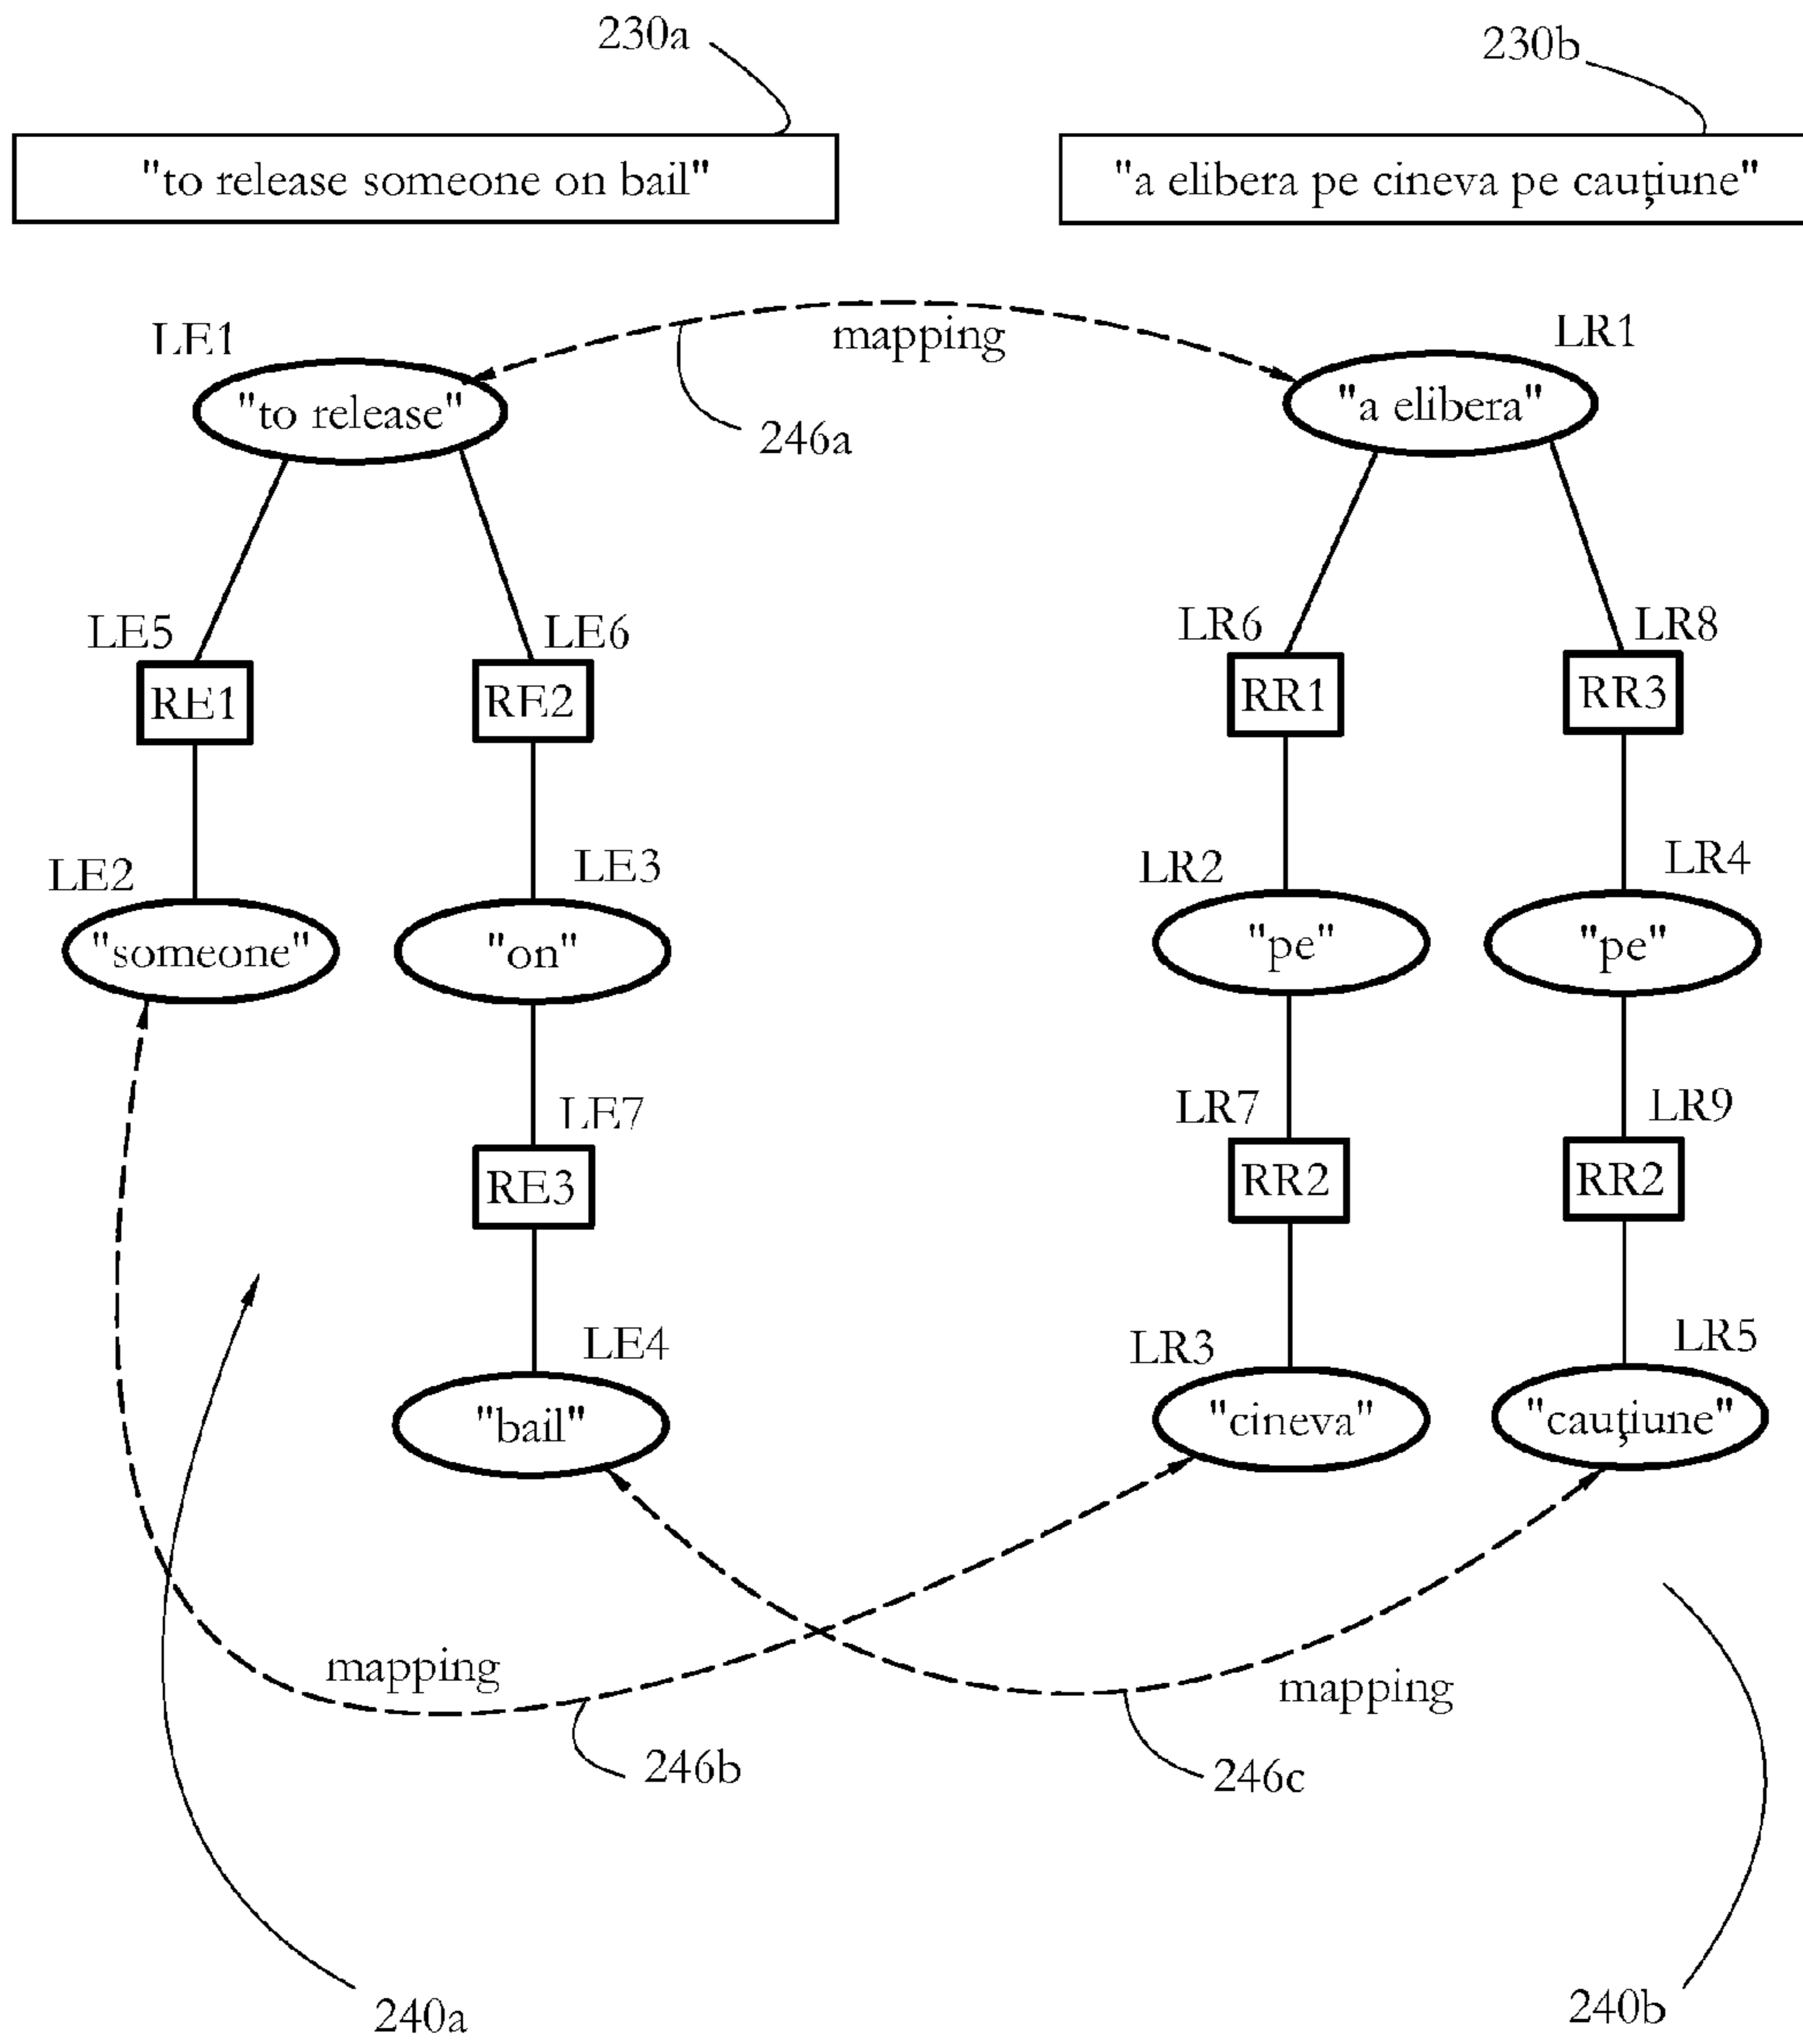 230a
230b
"to release someone on bail"
"a elibera pe cineva pe cauţiune"
mapping
LE1
LR1
"to release"
"a elibera"
246a
LE5
LE6
LR6
LR8
RE1
RE2
RR1
RR3
LE2
LE3
LR2
LR4
"someone"
"on"
"pe"
"pe"
LE7
LR7
LR9
RE3
RR2
RR2
LE4
LR3
LR5
"bail"
"cineva"
"cauţiune"
mapping
mapping
246b
246c
240a
240b